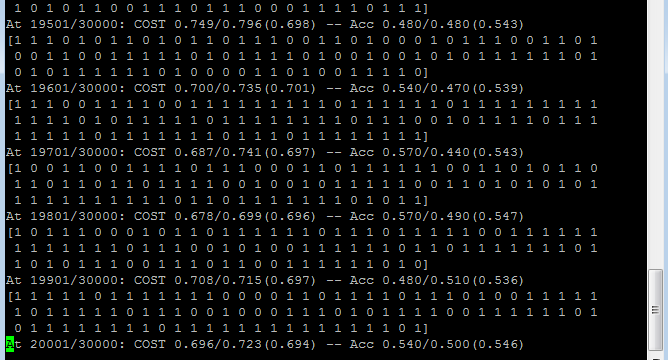 1 0 1 0 1 1 0 0 1 1 1 0 1 1 1 0 0 0 1 1 1 1 0 1 1 1]
At 19501/30000: COST 0.749/0.796(0.698) -- Acc 0.480/0.480(0.543)
[1 1 1 0 1 0 1 1 0 1 0 1 1 0 1 1 1 0 0 0 1 1 0 1 0 0 0 1 0 1 1 1 0 0 1 1 0 1
0 0 1 1 0 0 1 1 1 1 1 1 0 1 0 1 1 1 0 1 1 1 1 0 0 1 0 1 0 1 1 1 1 1 1 0 1
0 1 0 1 1 1 1 1 1 0 1 0 1 0 0 0 0 1 1 0 1 0 0 1 1 1 1 0]
At 19601/30000: COST 0.700/0.735(0.701) -- Acc 0.540/0.470(0.539)
[1 1 1 0 0 1 1 1 0 0 1 1 1 1 0 1 1 1 1 1 1 1 1 1 1 1 0 1 1 1 1 1 1 1 1 1 1
1 1 1 1 1 0 1 0 1 1 0 0 1 1 1 1 1 1 1 0 1 1 1 0 1 1 0 0 1 1 1 0 1 0 1 1 1
1 1 1 1 1 0 1 1 1 1 1 1 1 0 1 1 1 0 1 1 1 1 1 1 1 1]
At 19701/30000: COST 0.687/0.741(0.697) -- Acc 0.570/0.440(0.543)
[1 0 0 1 1 0 0 1 1 1 1 0 1 1 1 0 0 0 1 1 0 1 1 1 1 1 1 1 0 0 1 1 0 1 0 1 1 0
1 1 0 1 1 0 1 0 1 1 1 0 0 1 1 1 1 0 1 0 1 1 1 1 1 0 0 1 1 0 1 0 1 0 1 0 1
1 1 1 1 1 1 0 0 1 1 0 1 1 1 1 1 1 1 1 1 0 1 0 1 1]
At 19801/30000: COST 0.678/0.699(0.696) -- Acc 0.570/0.490(0.547)
[1 0 1 1 1 0 0 0 1 0 1 1 0 1 1 1 1 1 1 0 1 1 0 1 1 1 1 1 1 0 0 1 1 1 1 1 1
1 1 1 1 1 1 0 1 1 0 1 1 1 0 0 1 0 0 1 1 1 1 1 0 1 1 0 1 1 1 1 1 1 1 0 1
1 1 0 1 0 1 1 1 0 0 1 1 1 0 1 1 0 0 1 1 1 1 1 1 0 1 0]
At 19901/30000: COST 0.708/0.715(0.697) -- Acc 0.480/0.510(0.536)
[1 1 1 1 1 0 1 1 1 1 1 1 1 0 0 0 0 1 1 0 1 1 1 1 0 1 1 1 0 1 0 0 1 1 1 1 1
1 1 0 1 1 1 1 1 0 1 1 1 1 1 0 1 1 0 1 1 1 1 0 1 1 1 0 1 1 1 1 1 1 1 0 1
0 1 1 1 1 1 1 1 1 0 1 1 1 1 1 1 1 1 1 1 1 1 1 0 1]
At 20001/30000: COST 0.696/0.723(0.694) -- Acc 0.540/0.500(0.546)